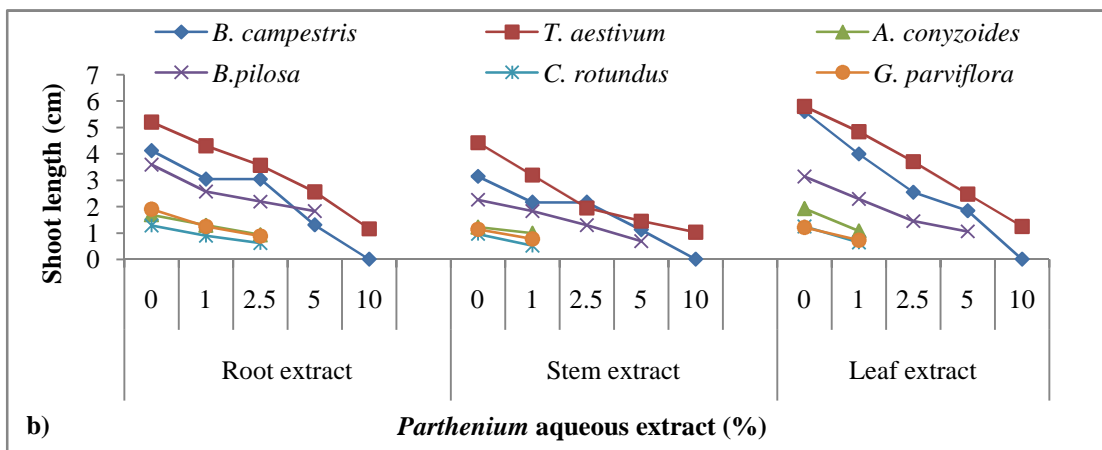 B. campestris T. aestivum A. conyzoides
B.pilosa C. rotundus G. parviflora
Shoot length (cm)
7
6
5
4
3
2
1
0
0 1 2.5 5 10 0 1 2.5 5 10 0 1 2.5 5 10
Root extract Stem extract Leaf extract
b) Parthenium aqueous extract (%)